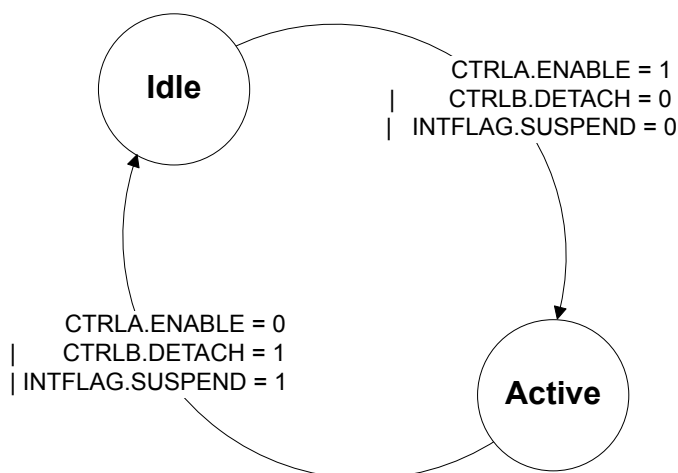 Idle
CTRLA.ENABLE = 1
| CTRLB.DETACH = 0
| INTFLAG.SUSPEND = 0
CTRLA.ENABLE = 0
| CTRLB.DETACH = 1
| INTFLAG.SUSPEND = 1
Active